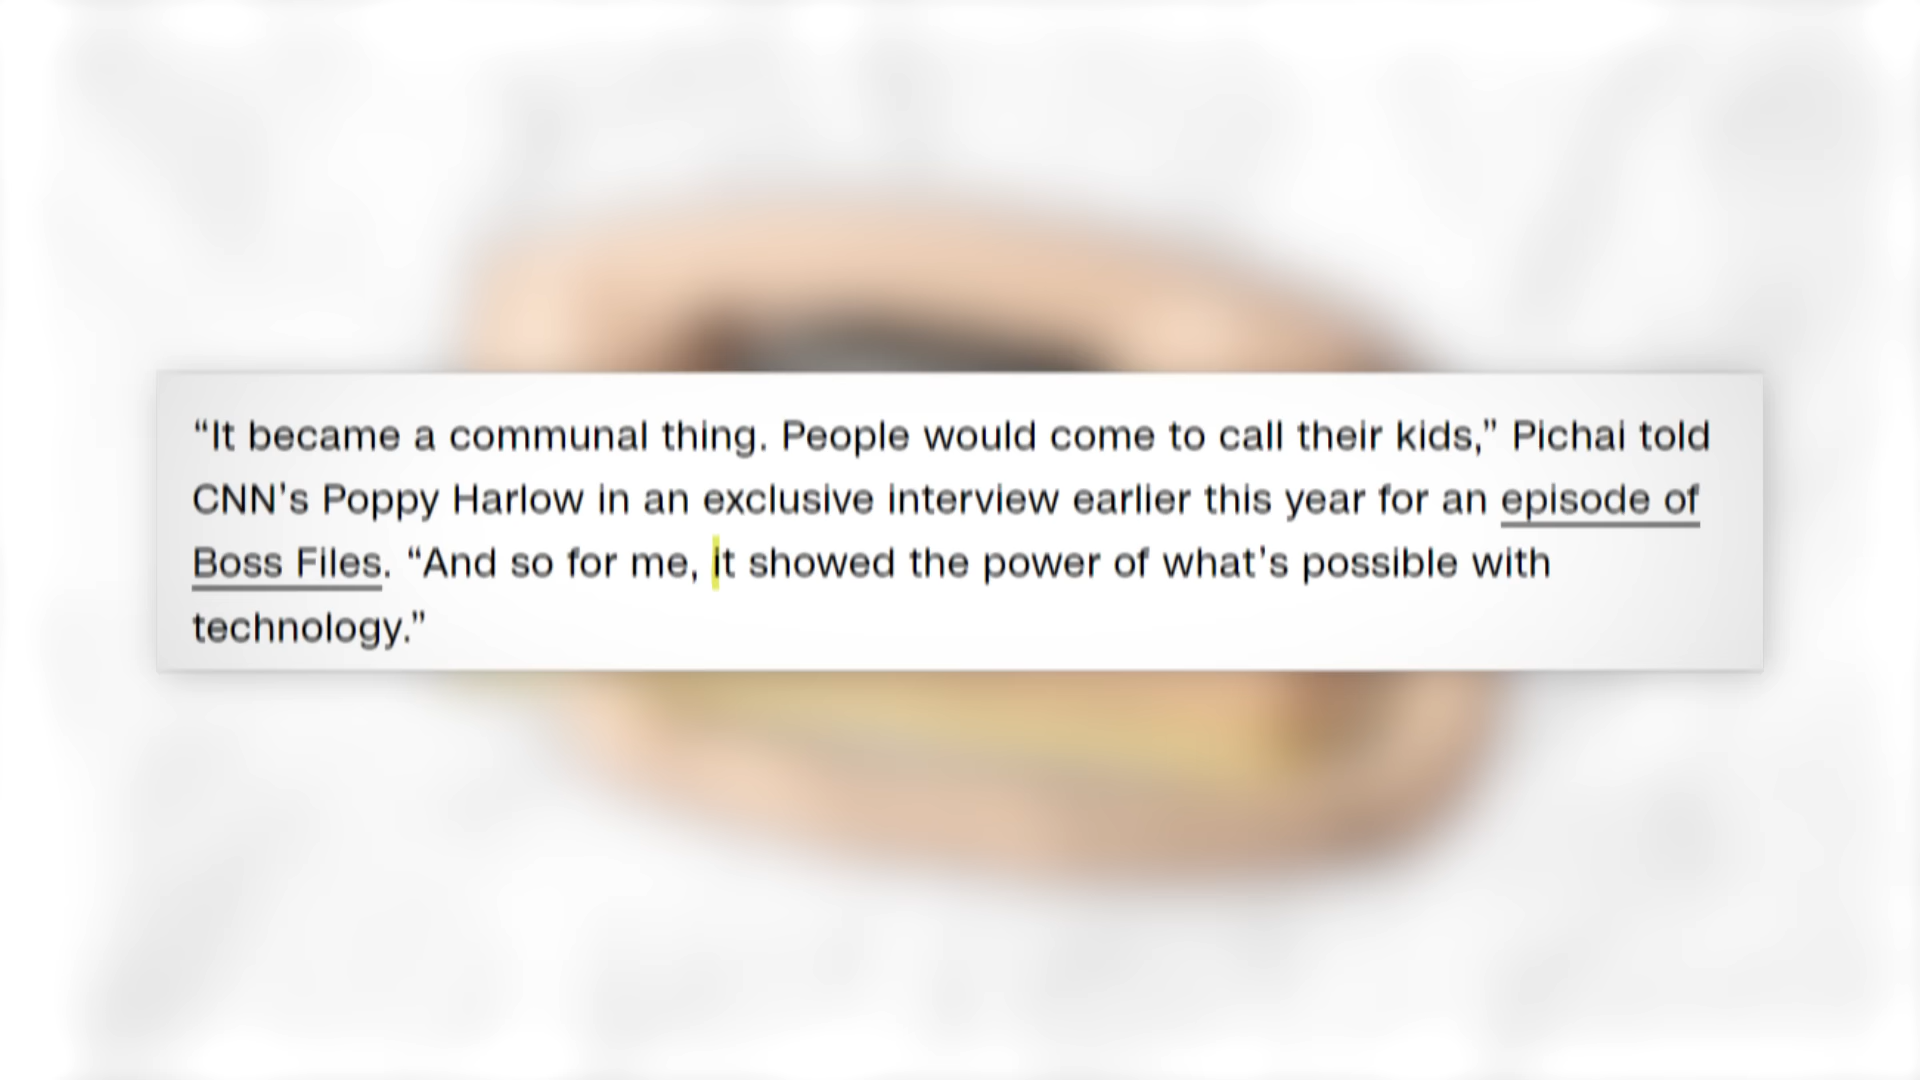 “It became a communal thing. People would come to call their kids,” Pichai told
CNN’s Poppy Harlow in an exclusive interview earlier this year for an episode of
Boss Files. “And so for me, it showed the power of what’s possible with
technology.”